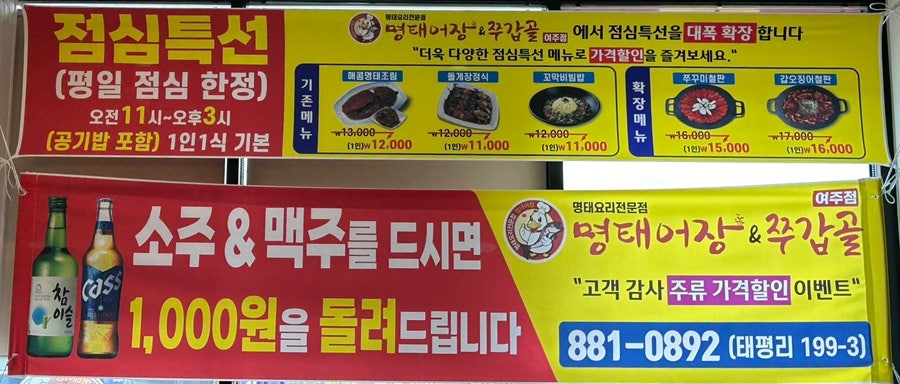 점심특선
(평일 점심 한정)
오전 11시~오후3시
(공기밥 포함) 1인1식 기본
명태요리전문점
명태어장&쭈갑골 여주점 에서 점심특선을 대폭 확장 합니다
"더욱 다양한 점심특선 메뉴로 가격할인을 즐겨보세요."
기존메뉴
매콤명태조림
₩13,000
(1인)₩12,000
돌게장정식
₩12,000
(1인)₩11,000
꼬막비빔밥
₩12,000
(1인)₩11,000
확장메뉴
쭈꾸미철판
₩16,000
(1인)₩15,000
갑오징어철판
₩17,000
(1인)₩16,000
소주 & 맥주를 드시면
1,000원을 돌려드립니다
참이슬
cass
명태요리전문점
여주점
명태어장&쭈갑골
"고객 감사 주류 가격할인 이벤트"
881-0892 (태평리 199-3)